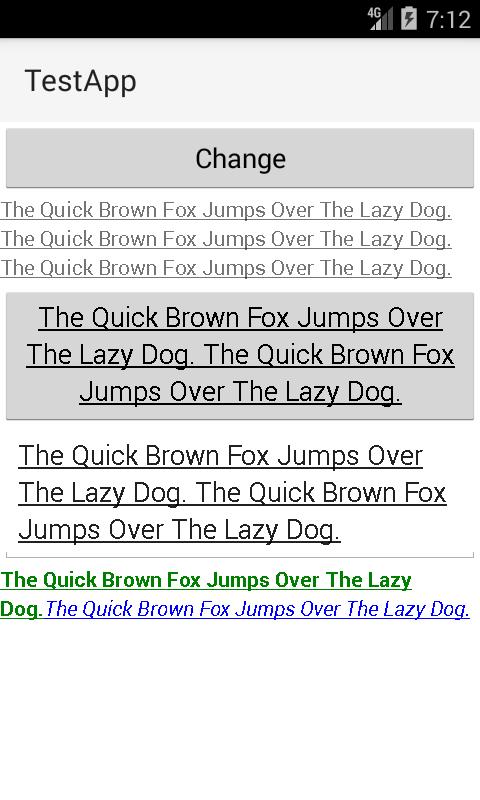 4G 7:12
TestApp
Change
The Quick Brown Fox Jumps Over The Lazy Dog.
The Quick Brown Fox Jumps Over The Lazy Dog.
The Quick Brown Fox Jumps Over The Lazy Dog.
The Quick Brown Fox Jumps Over
The Lazy Dog. The Quick Brown Fox
Jumps Over The Lazy Dog.
The Quick Brown Fox Jumps Over
The Lazy Dog. The Quick Brown Fox
Jumps Over The Lazy Dog.
The Quick Brown Fox Jumps Over The Lazy
Dog.The Quick Brown Fox Jumps Over The Lazy Dog.